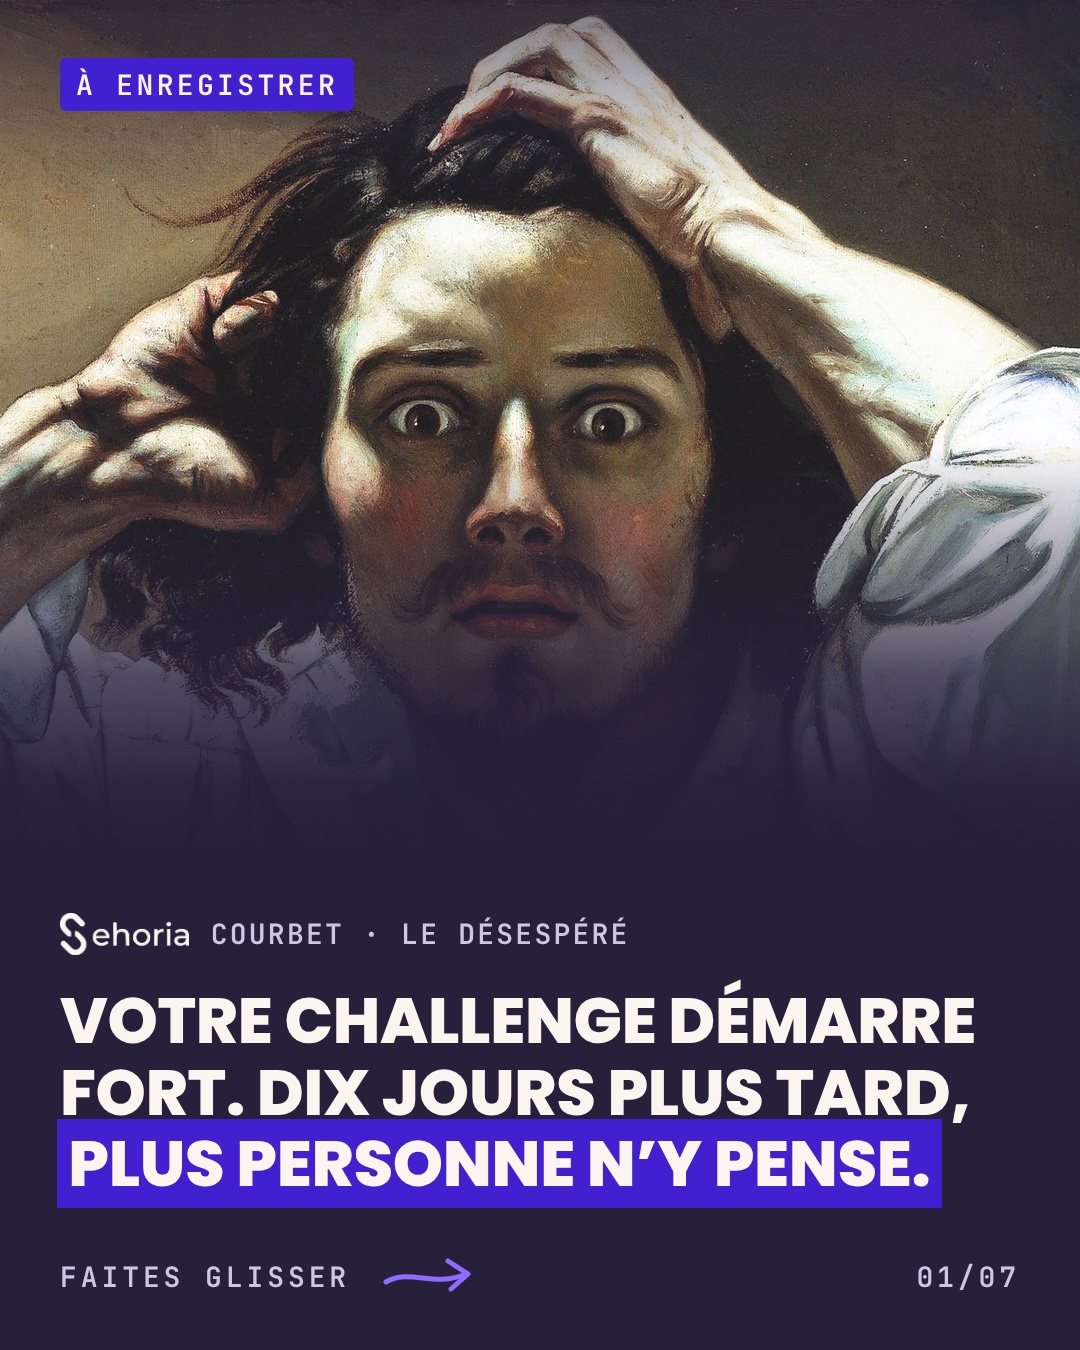 À ENREGISTRER
Sehoria COURBET · LE DÉSESPÉRÉ
VOTRE CHALLENGE DÉMARRE
FORT. DIX JOURS PLUS TARD,
PLUS PERSONNE N’Y PENSE.
FAITES GLISSER
01/07